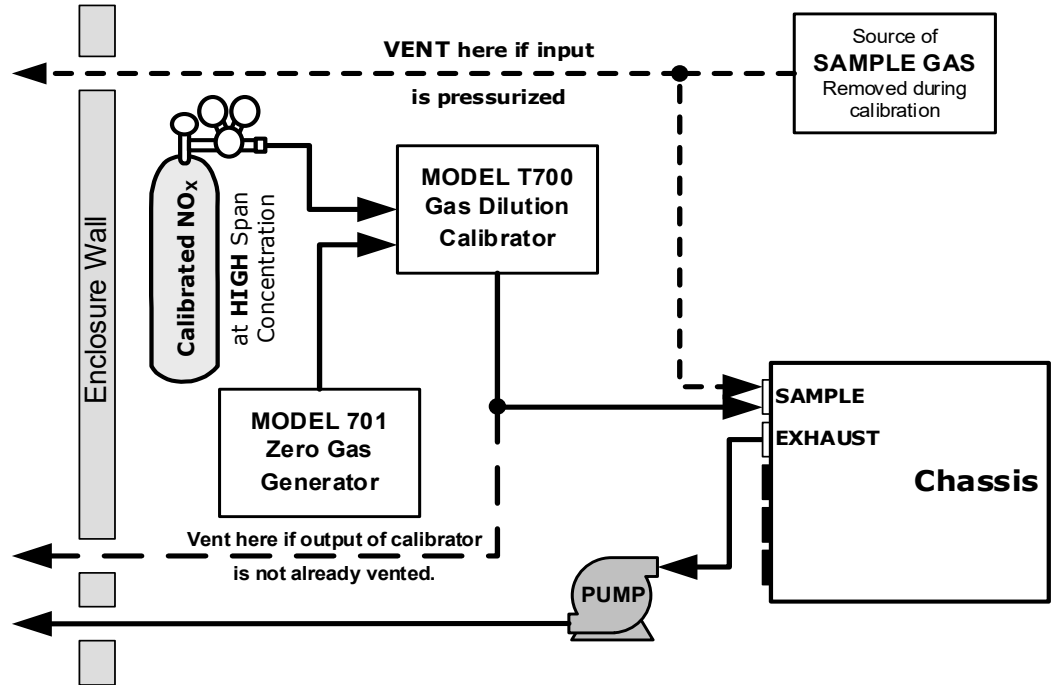 VENT here if input
is pressurized
Source of
SAMPLE GAS
Removed during
calibration
Enclosure Wall
Calibrated NOX
at HIGH Span
Concentration
MODEL T700
Gas Dilution
Calibrator
MODEL 701
Zero Gas
Generator
SAMPLE
EXHAUST
Chassis
Vent here if output of calibrator
is not already vented.
PUMP